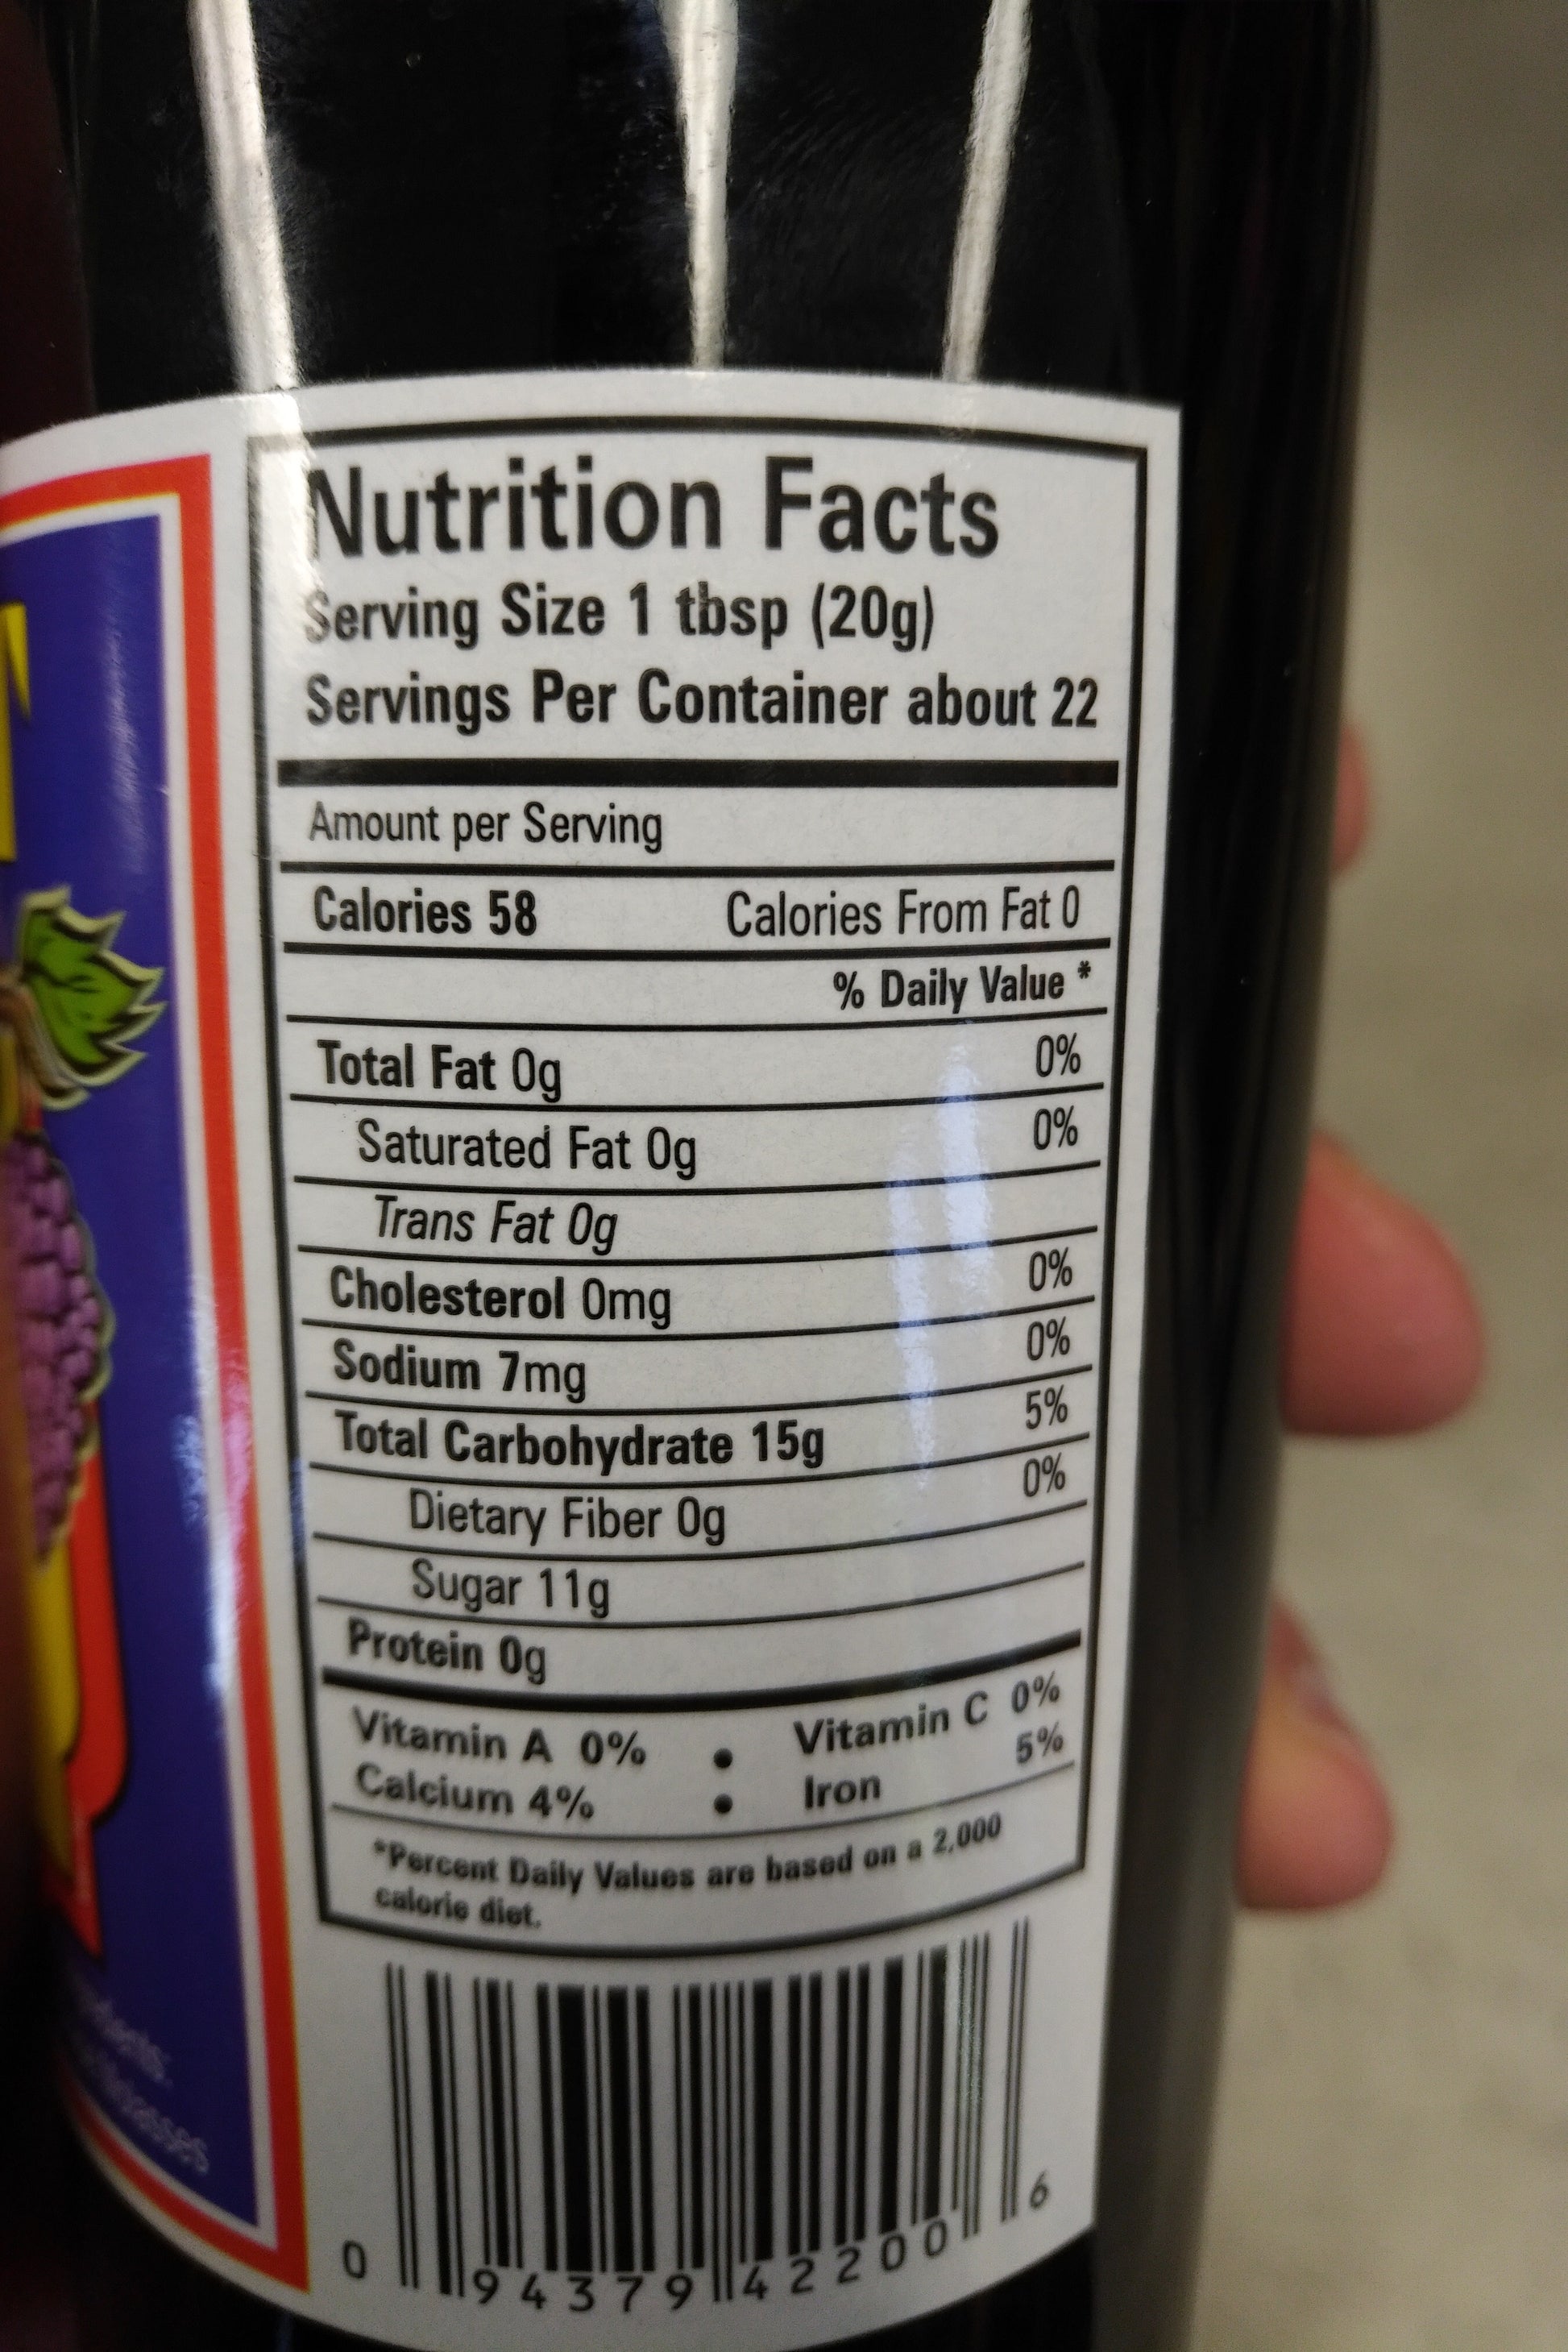 Nutrition Facts
Serving Size 1 tbsp (20g)
Servings Per Container about 22
Amount per Serving
Calories 58 Calories From Fat 0
% Daily Value *
Total Fat 0g 0%
Saturated Fat 0g 0%
Trans Fat 0g
Cholesterol 0mg 0%
Sodium 7mg 0%
Total Carbohydrate 15g 5%
Dietary Fiber 0g 0%
Sugar 11g
Protein 0g
Vitamin A 0% • Vitamin C 0%
Calcium 4% • Iron 5%
*Percent Daily Values are based on a 2,000
calorie diet.
0 94379 42200 6